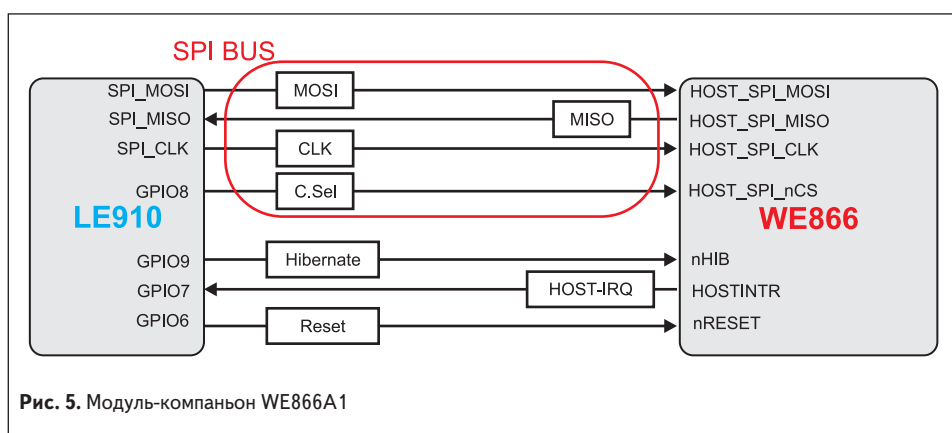 SPI BUS
SPI_MOSI MOSI HOST_SPI_MOSI
SPI_MISO MISO HOST_SPI_MISO
SPI_CLK CLK HOST_SPI_CLK
GPIO8 C.Sel HOST_SPI_nCS
LE910 WE866
GPIO9 Hibernate nHIB
GPIO7 HOST-IRQ HOSTINTR
GPIO6 Reset nRESET
Рис. 5. Модуль-компаньон WE866A1